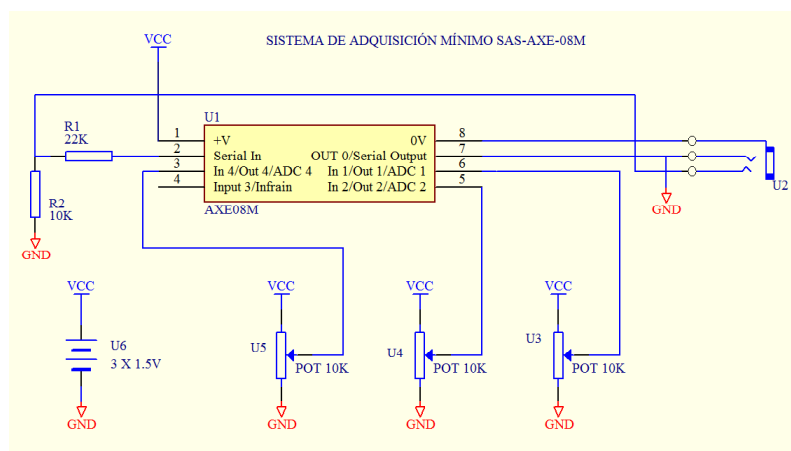 SISTEMA DE ADQUISICIÓN MÍNIMO SAS-AXE-08M
VCC
U1
R1
22K
1
+V
0V
8
2
Serial In
OUT 0/Serial Output
7
3
In 4/Out 4/ADC 4
In 1/Out 1/ADC 1
6
4
Input 3/Infrain
In 2/Out 2/ADC 2
5
AXE08M
U2
R2
10K
GND
GND
VCC
VCC
VCC
VCC
U6
3 X 1.5V
U5
POT 10K
U4
POT 10K
U3
POT 10K
GND
GND
GND
GND